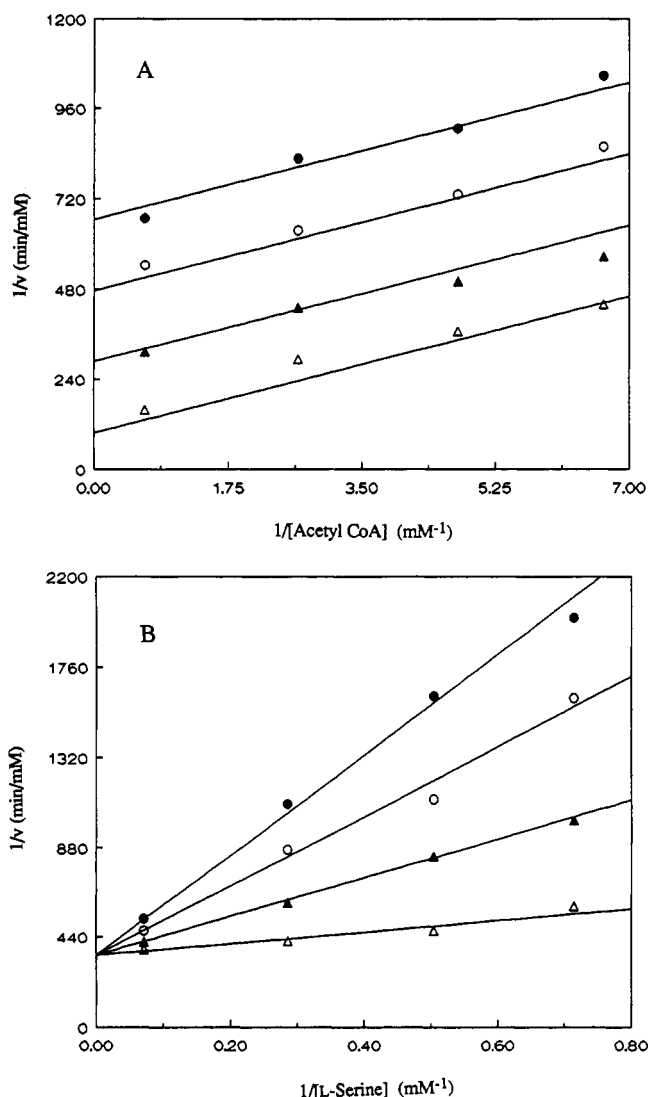 1200
A
960
720
480
240
0
1/v (min/mM)
0.00 1.75 3.50 5.25 7.00
1/[Acetyl CoA] (mM-1)
2200
B
1760
1320
880
440
0
1/v (min/mM)
0.00 0.20 0.40 0.60 0.80
1/[L-Serine] (mM-1)